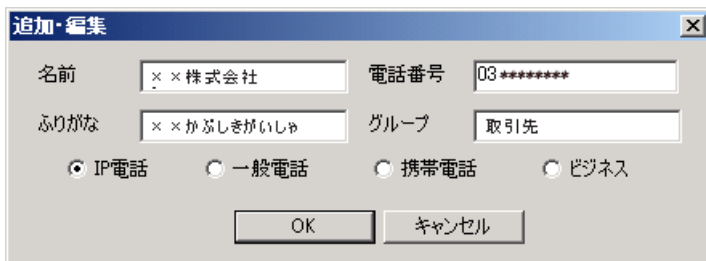 追加・編集
名前 ××株式会社 電話番号 03********
ふりがな ××かぶしきがいしゃ グループ 取引先
IP電話 一般電話 携帯電話 ビジネス
OK キャンセル